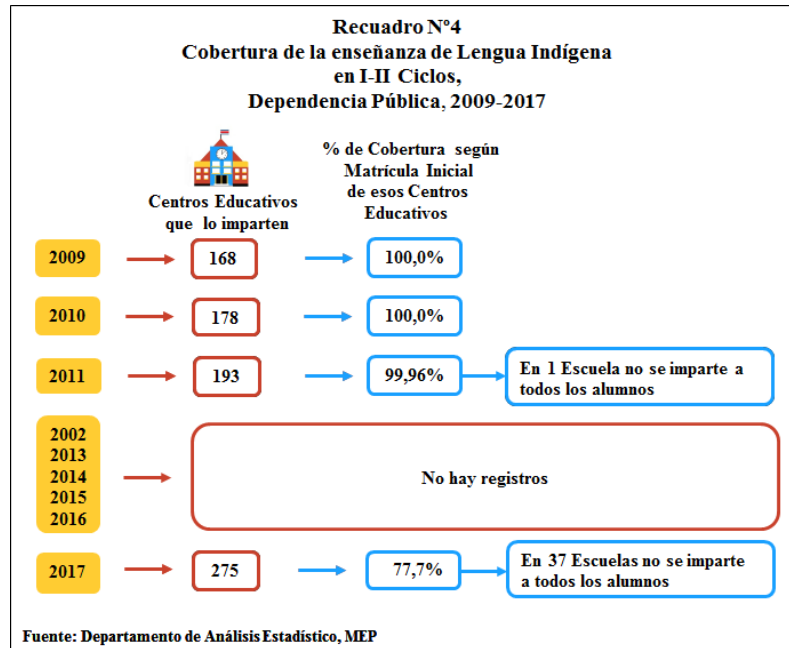 Recuadro Nº4
Cobertura de la enseñanza de Lengua Indígena
en I-II Ciclos,
Dependencia Pública, 2009-2017
Centros Educativos
que lo imparten
% de Cobertura según
Matrícula Inicial
de esos Centros
Educativos
2009
168
100,0%
2010
178
100,0%
2011
193
99,96%
En 1 Escuela no se imparte a
todos los alumnos
2002
2013
2014
2015
2016
No hay registros
2017
275
77,7%
En 37 Escuelas no se imparte
a todos los alumnos
Fuente: Departamento de Análisis Estadístico, MEP